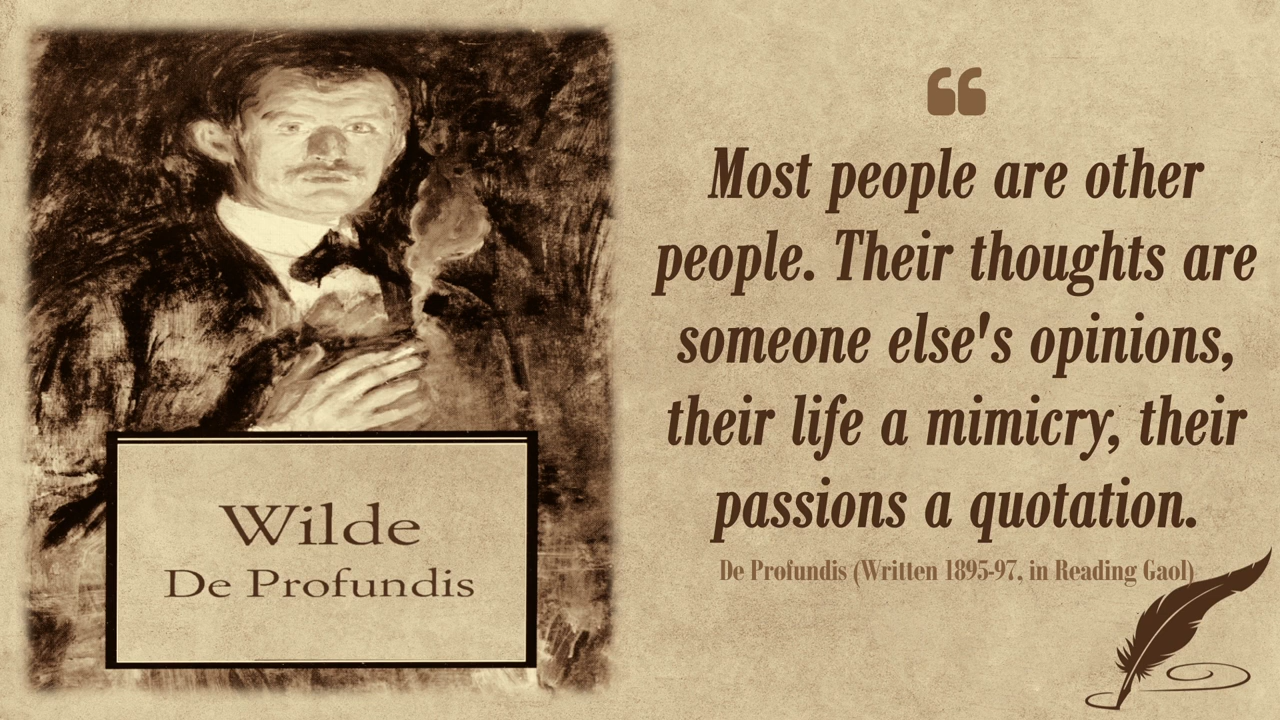 Wilde
De Profundis
“
Most people are other
people. Their thoughts are
someone else's opinions,
their life a mimicry, their
passions a quotation.
De Profundis (Written 1895-97, in Reading Gaol)